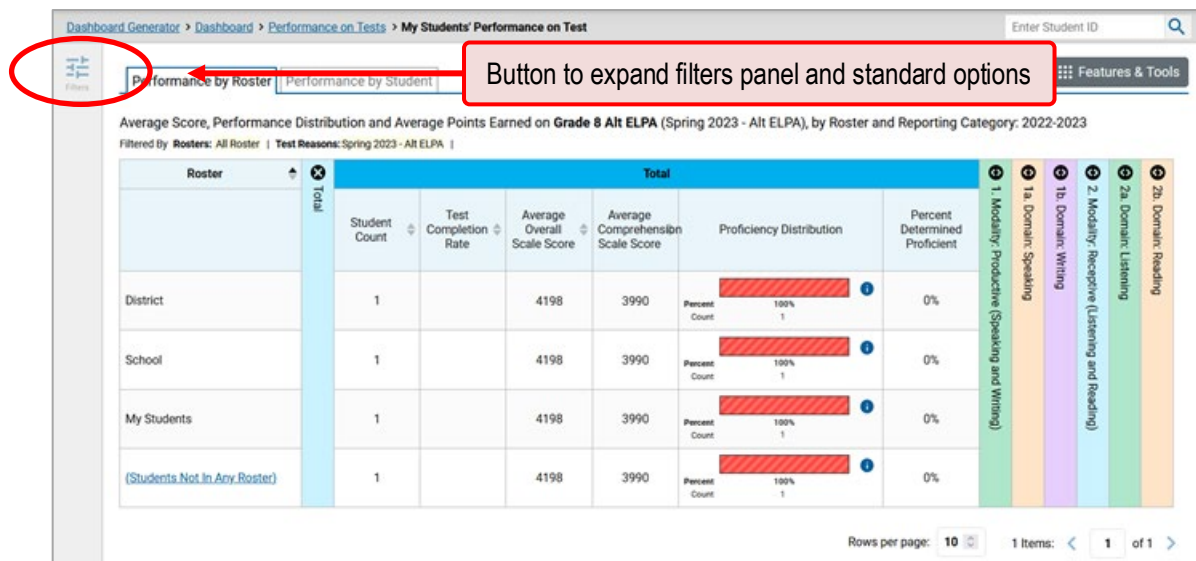 Dashboard Generator > Dashboard > Performance on Tests > My Students' Performance on Test
Enter Student ID
Filters
Performance by Roster
Performance by Student
Button to expand filters panel and standard options
Features & Tools
Average Score, Performance Distribution and Average Points Earned on Grade 8 Alt ELPA (Spring 2023 - Alt ELPA), by Roster and Reporting Category: 2022-2023
Filtered By Rosters: All Roster | Test Reasons: Spring 2023 - Alt ELPA |
Roster
Total
Total
Student
Count
Test
Completion
Rate
Average
Overall
Scale Score
Average
Comprehension
Scale Score
Proficiency Distribution
Percent
Determined
Proficient
1. Modality: Productive (Speaking and Writing)
1a. Domain: Speaking
1b. Domain: Writing
2. Modality: Receptive (Listening and Reading)
2a. Domain: Listening
2b. Domain: Reading
District 1 4198 3990 0%
Percent 100%
Count 1
School 1 4198 3990 0%
Percent 100%
Count 1
My Students 1 4198 3990 0%
Percent 100%
Count 1
(Students Not In Any Roster) 1 4198 3990 0%
Percent 100%
Count 1
Rows per page: 10 1 Items: < 1 of 1 >